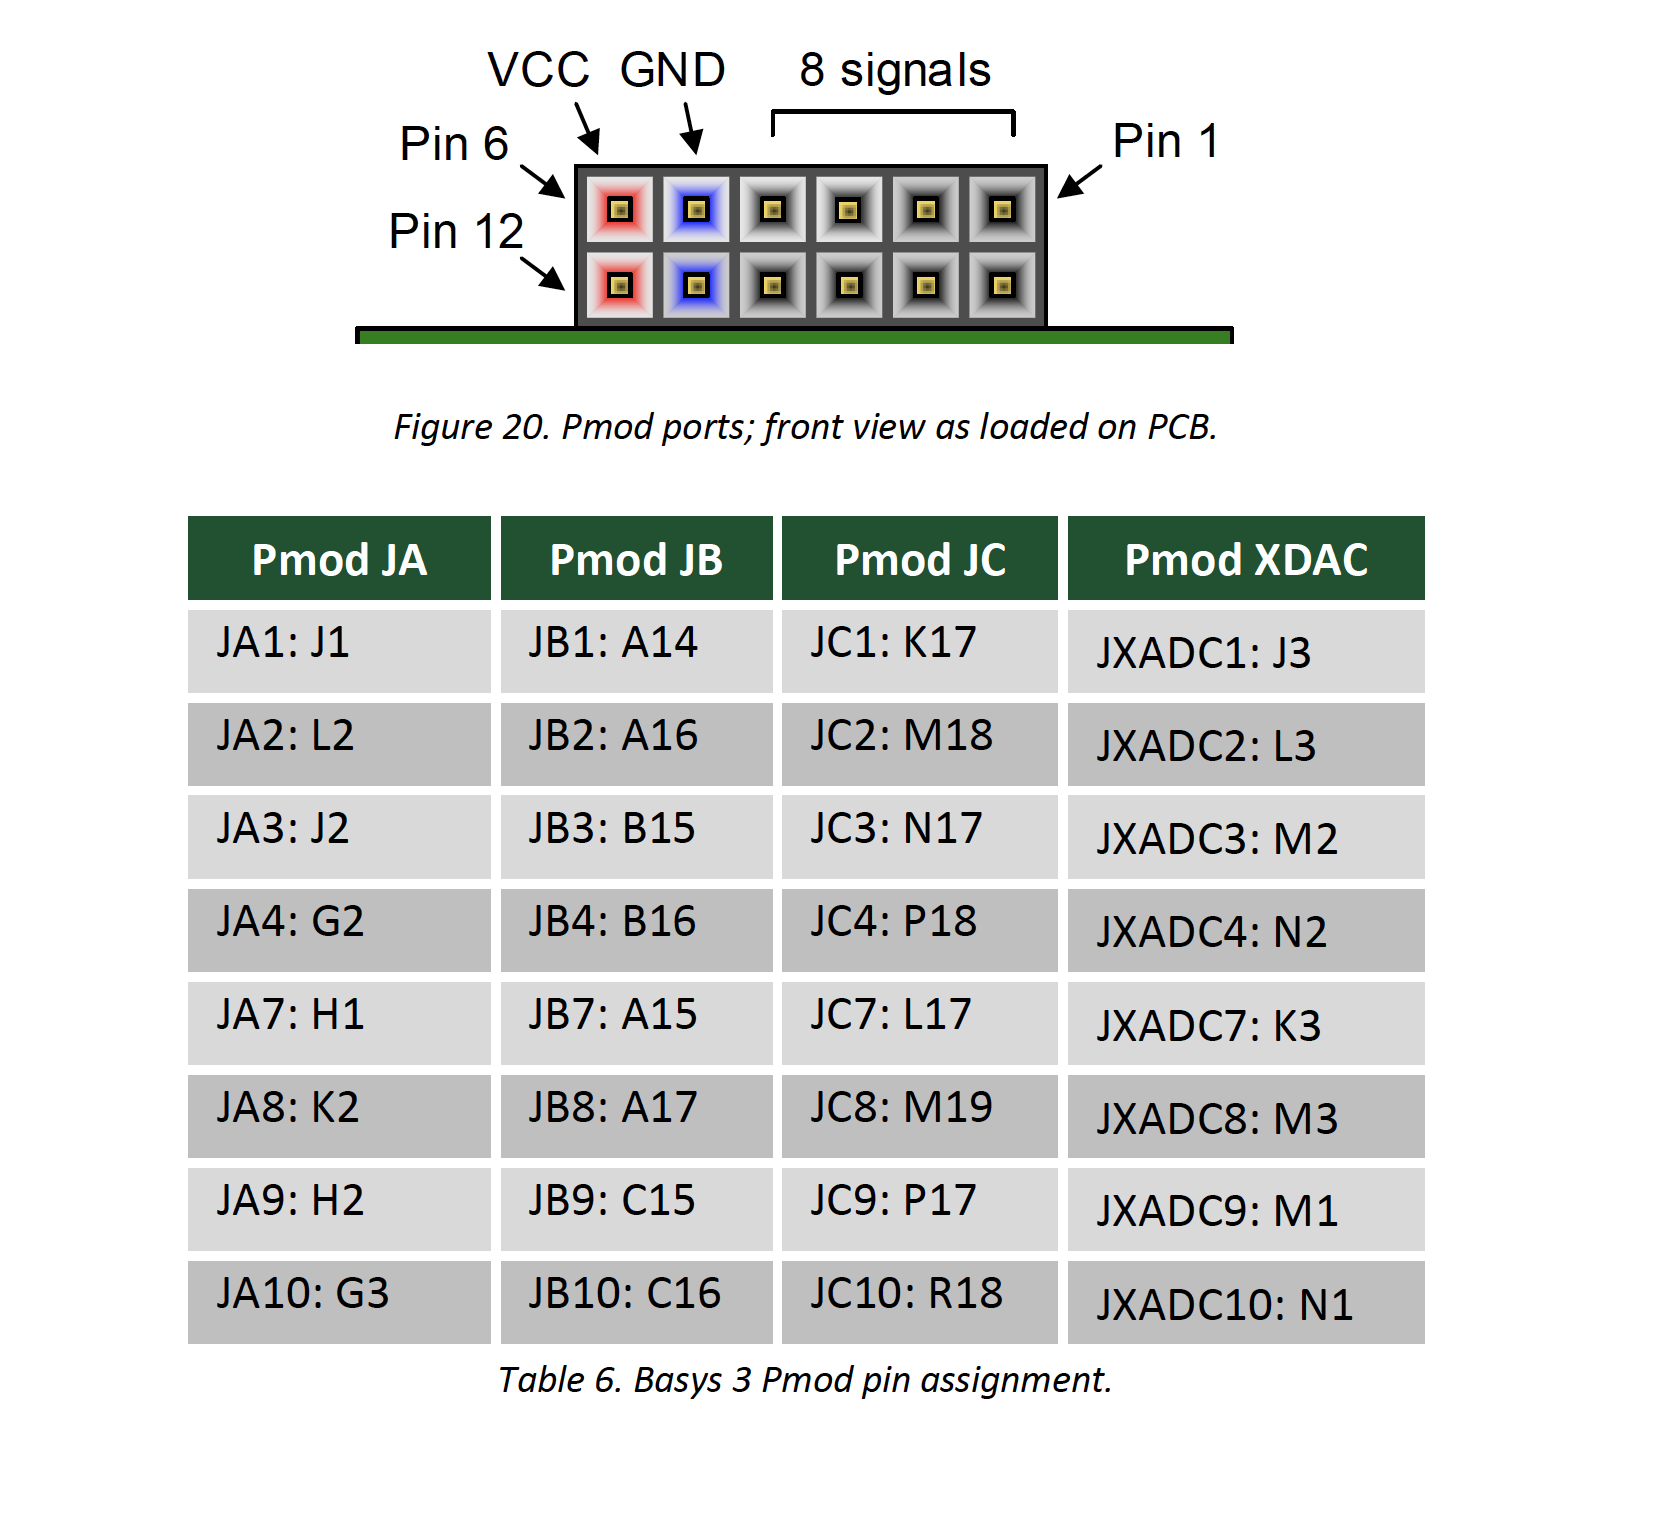 VCC GND 8 signals
Pin 6 Pin 1
Pin 12
Figure 20. Pmod ports; front view as loaded on PCB.
Pmod JA Pmod JB Pmod JC Pmod XDAC
JA1: J1 JB1: A14 JC1: K17 JXADC1: J3
JA2: L2 JB2: A16 JC2: M18 JXADC2: L3
JA3: J2 JB3: B15 JC3: N17 JXADC3: M2
JA4: G2 JB4: B16 JC4: P18 JXADC4: N2
JA7: H1 JB7: A15 JC7: L17 JXADC7: K3
JA8: K2 JB8: A17 JC8: M19 JXADC8: M3
JA9: H2 JB9: C15 JC9: P17 JXADC9: M1
JA10: G3 JB10: C16 JC10: R18 JXADC10: N1
Table 6. Basys 3 Pmod pin assignment.